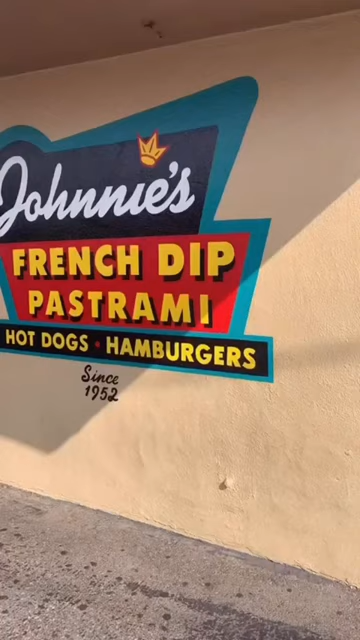 Johnnie's
FRENCH DIP
PASTRAMI
HOT DOGS • HAMBURGERS
Since
1952